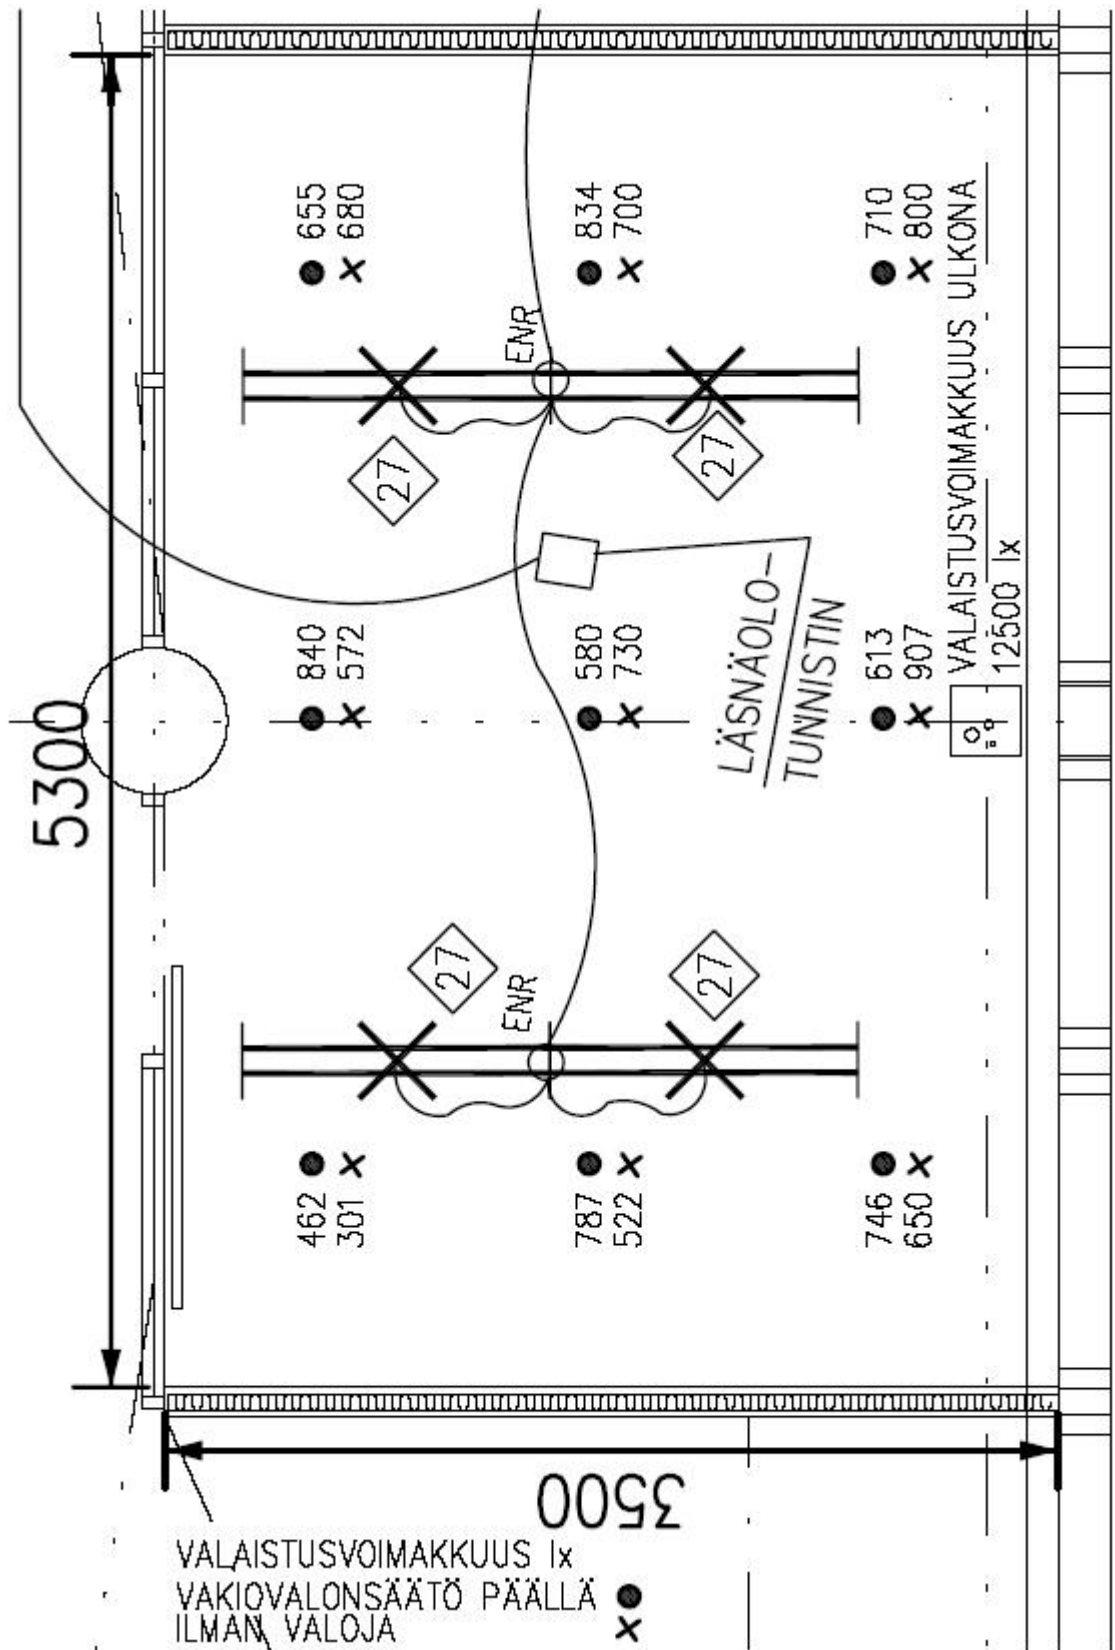 5300
655
680
834
700
710
800
ENR
27
27
VALAISTUSVOIMAKKUUS ULKONA
12500 lx
840
572
580
730
613
907
LÄSNÄOLO-
TUNNISTIN
27
27
ENR
462
301
787
522
746
650
3500
VALAISTUSVOIMAKKUUS lx
VAKIOVALONSÄÄTÖ PÄÄLLÄ
ILMAN VALOJA